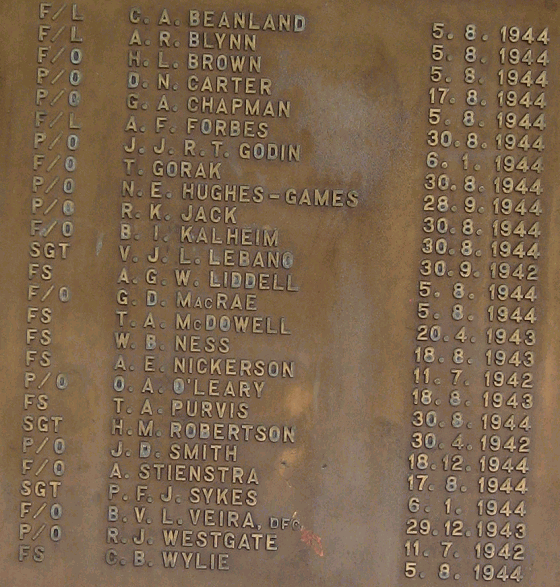 F/L C. A. BEANLAND 5. 8. 1944
F/L A. R. BLYNN 5. 8. 1944
F/O H. L. BROWN 5. 8. 1944
P/O D. N. CARTER 17. 8. 1944
P/O G. A. CHAPMAN 5. 8. 1944
F/L A. F. FORBES 30. 8. 1944
P/O J. J. R. T. GODIN 6. 1. 1944
F/O T. GORAK 30. 8. 1944
P/O N. E. HUGHES-GAMES 28. 9. 1944
P/O R. K. JACK 30. 8. 1944
F/O B. I. KALHEIM 30. 8. 1944
SGT V. J. L. LEBANO 30. 9. 1942
FS A. G. W. LIDDELL 5. 8. 1944
F/O G. D. MACRAE 5. 8. 1944
FS T. A. MCDOWELL 20. 4. 1943
FS W. B. NESS 18. 8. 1943
FS A. E. NICKERSON 11. 7. 1942
P/O O. A. O'LEARY 18. 8. 1943
FS T. A. PURVIS 30. 8. 1944
SGT H. M. ROBERTSON 30. 4. 1942
P/O J. D. SMITH 18. 12. 1944
F/O A. STIENSTRA 17. 8. 1944
SGT P. F. J. SYKES 6. 1. 1944
F/O B. V. L. VEIRA, DFC 29. 12. 1943
P/O R. J. WESTGATE 11. 7. 1942
FS C. B. WYLIE 5. 8. 1944